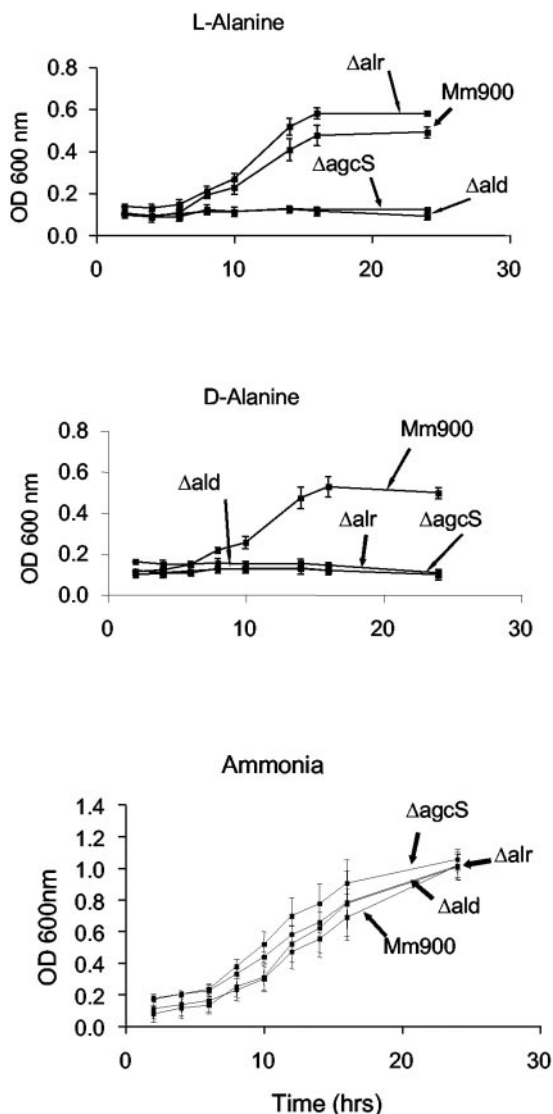 L-Alanine
OD 600 nm
0.8
0.6
0.4
0.2
0.0
0 10 20 30
Δalr
Mm900
ΔagcS
Δald
D-Alanine
OD 600 nm
0.8
0.6
0.4
0.2
0.0
0 10 20 30
Mm900
Δald
Δalr
ΔagcS
Ammonia
OD 600nm
1.4
1.2
1.0
0.8
0.6
0.4
0.2
0.0
0 10 20 30
ΔagcS
Δalr
Δald
Mm900
Time (hrs)